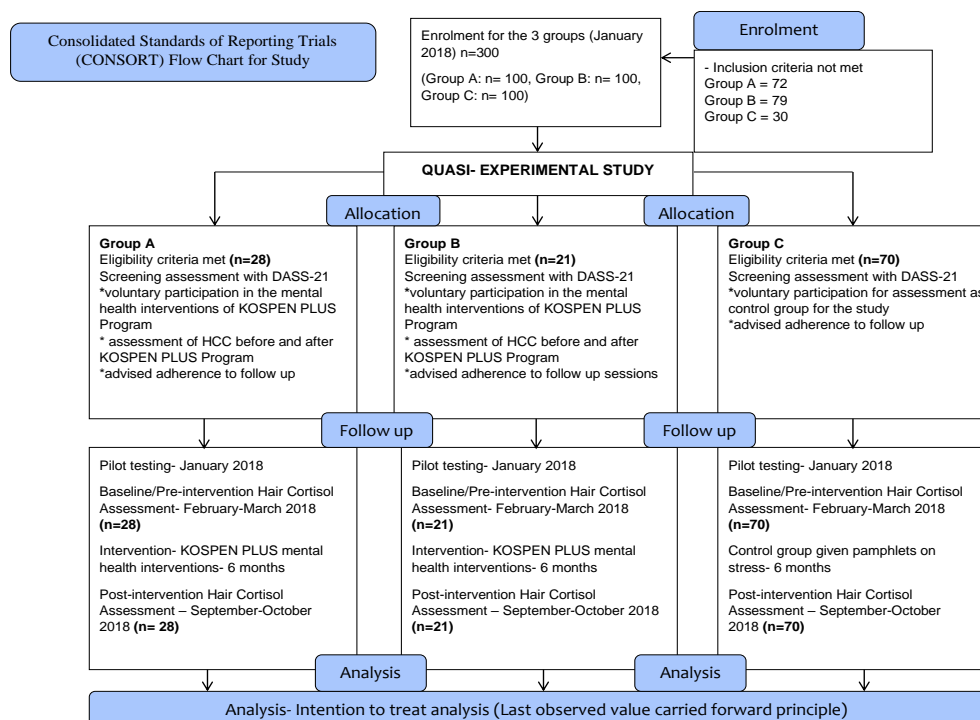 Consolidated Standards of Reporting Trials
(CONSORT) Flow Chart for Study
Enrolment for the 3 groups (January
2018) n=300
(Group A: n= 100, Group B: n= 100,
Group C: n= 100)
Enrolment
- Inclusion criteria not met
Group A = 72
Group B = 79
Group C = 30
QUASI- EXPERIMENTAL STUDY
Allocation
Allocation
Group A
Eligibility criteria met (n=28)
Screening assessment with DASS-21
*voluntary participation in the mental
health interventions of KOSPEN PLUS
Program
* assessment of HCC before and after
KOSPEN PLUS Program
*advised adherence to follow up
Group B
Eligibility criteria met (n=21)
Screening assessment with DASS-21
*voluntary participation in the mental
health interventions of KOSPEN PLUS
Program
* assessment of HCC before and after
KOSPEN PLUS Program
*advised adherence to follow up sessions
Group C
Eligibility criteria met (n=70)
Screening assessment with DASS-21
*voluntary participation for assessment as
control group for the study
*advised adherence to follow up
Follow up
Follow up
Pilot testing- January 2018
Baseline/Pre-intervention Hair Cortisol
Assessment- February-March 2018
(n=28)
Intervention- KOSPEN PLUS mental
health interventions- 6 months
Post-intervention Hair Cortisol
Assessment – September-October
2018 (n= 28)
Pilot testing- January 2018
Baseline/Pre-intervention Hair Cortisol
Assessment- February-March 2018
(n=21)
Intervention- KOSPEN PLUS mental
health interventions- 6 months
Post-intervention Hair Cortisol
Assessment – September-October 2018
(n=21)
Pilot testing- January 2018
Baseline/Pre-intervention Hair Cortisol
Assessment- February-March 2018
(n=70)
Control group given pamphlets on
stress- 6 months
Post-intervention Hair Cortisol
Assessment – September-October
2018 (n=70)
Analysis
Analysis
Analysis- Intention to treat analysis (Last observed value carried forward principle)